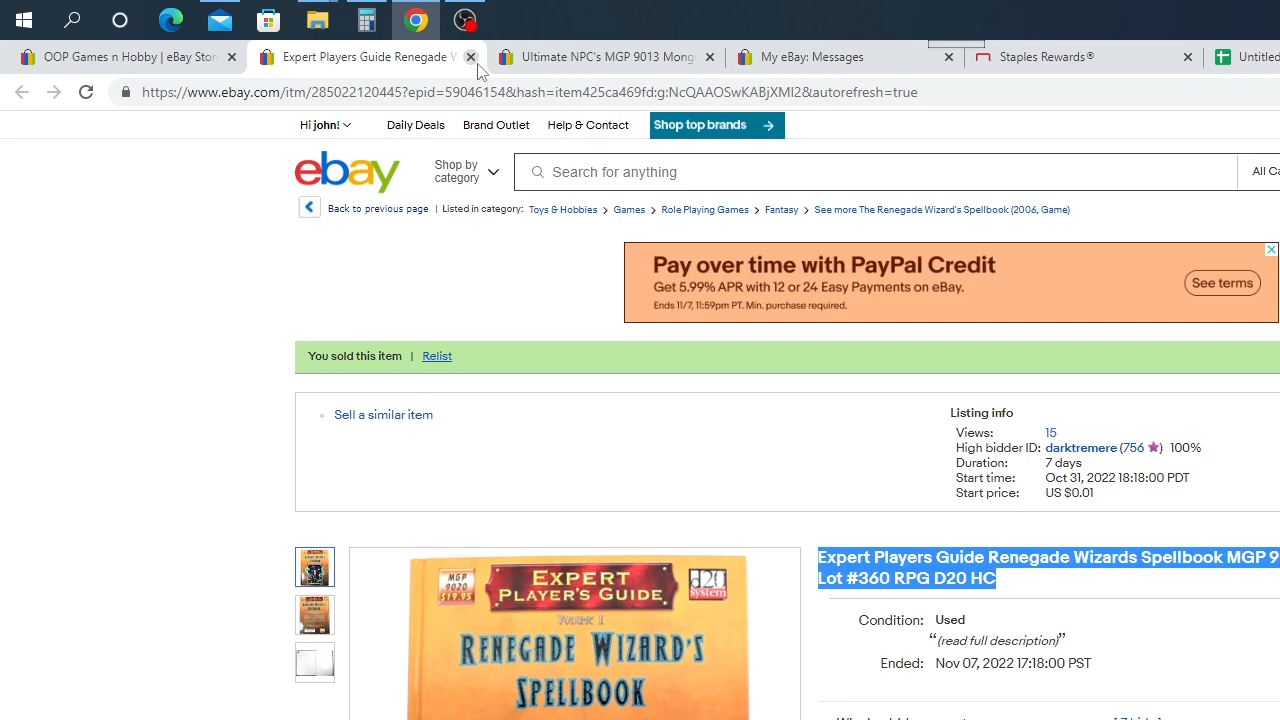 OOP Games n Hobby | eBay Stor
Expert Players Guide Renegade W
Ultimate NPC's MGP 9013 Mong
My eBay: Messages
Staples Rewards®
Untitled
https://www.ebay.com/itm/285022120445?epid=59046154&hash=item425ca469fd:g:NcQAAOSwKABjXMI2&autorefresh=true
Hi john! Daily Deals Brand Outlet Help & Contact Shop top brands
ebay Shop by category Search for anything All Ca
Back to previous page | Listed in category: Toys & Hobbies > Games > Role Playing Games > Fantasy > See more The Renegade Wizard's Spellbook (2006, Game)
Pay over time with PayPal Credit
Get 5.99% APR with 12 or 24 Easy Payments on eBay.
Ends 11/7, 11:59pm PT. Min. purchase required.
See terms
You sold this item | Relist
Sell a similar item
Listing info
Views: 15
High bidder ID: darktremere (756 ) 100%
Duration: 7 days
Start time: Oct 31, 2022 18:18:00 PDT
Start price: US $0.01
Expert Players Guide Renegade Wizards Spellbook MGP 9
Lot #360 RPG D20 HC
Condition: Used
“(read full description)”
Ended: Nov 07, 2022 17:18:00 PST
MGP
9020
$19.95
EXPERT
PLAYER'S GUIDE
d20
SYSTEM
VOLUME I
RENEGADE WIZARD'S
SPELLBOOK